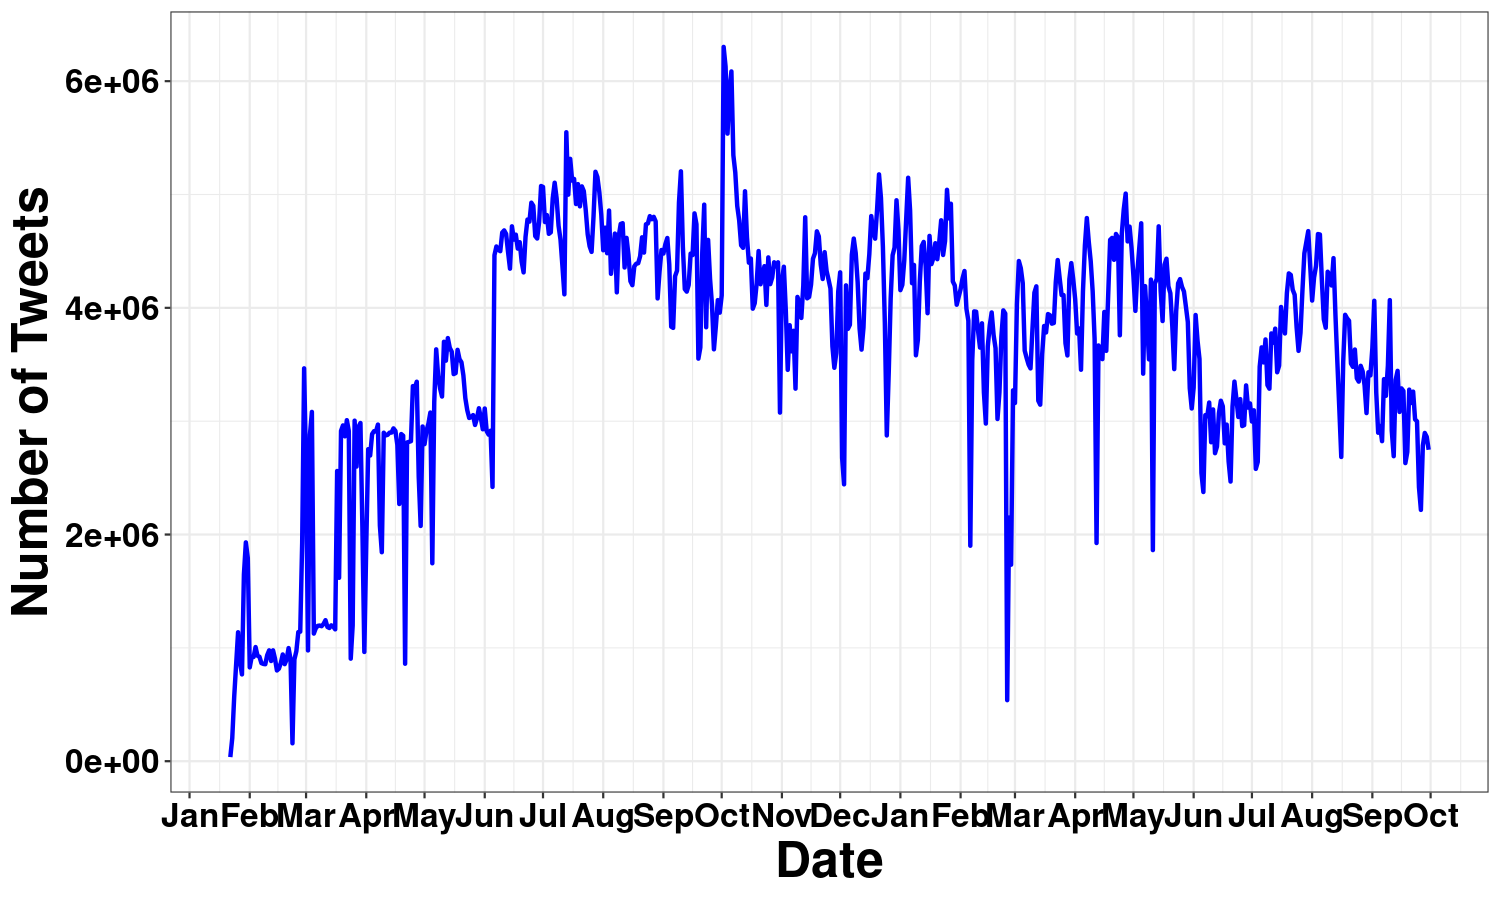 Number of Tweets
6e+06
4e+06
2e+06
0e+00
Jan Feb Mar Apr May Jun Jul Aug Sep Oct Nov Dec Jan Feb Mar Apr May Jun Jul Aug Sep Oct
Date